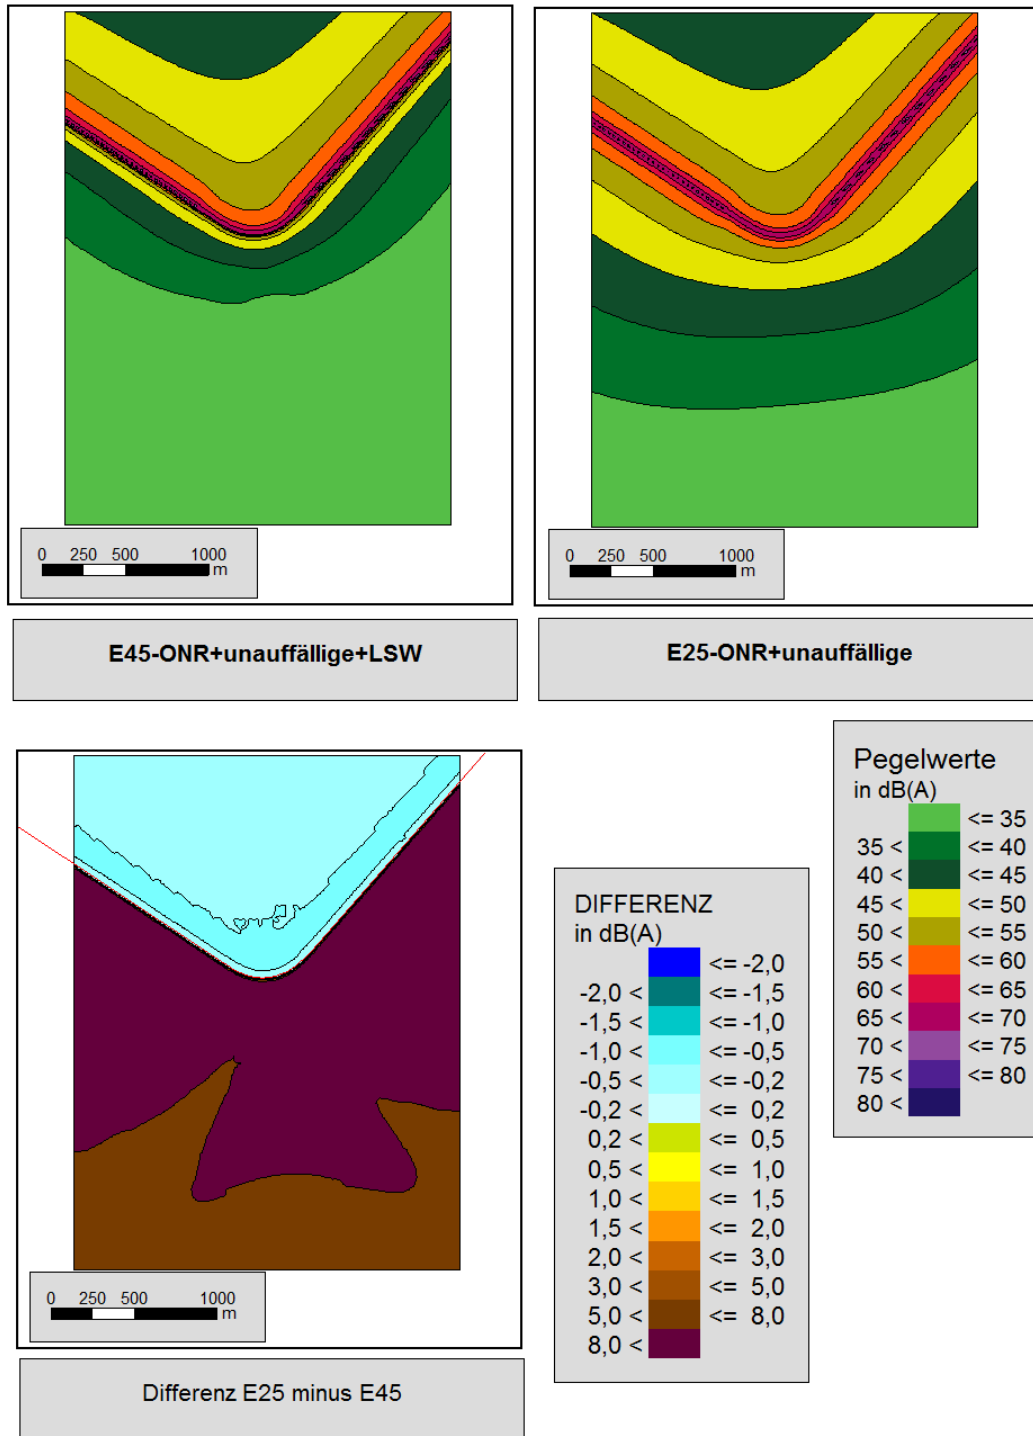 0 250 500 1000
m
E45-ONR+unauffällige+LSW
0 250 500 1000
m
E25-ONR+unauffällige
0 250 500 1000
m
Differenz E25 minus E45
DIFFERENZ
in dB(A)
<= -2,0
-2,0 < <= -1,5
-1,5 < <= -1,0
-1,0 < <= -0,5
-0,5 < <= -0,2
-0,2 < <= 0,2
0,2 < <= 0,5
0,5 < <= 1,0
1,0 < <= 1,5
1,5 < <= 2,0
2,0 < <= 3,0
3,0 < <= 5,0
5,0 < <= 8,0
8,0 <
Pegelwerte
in dB(A)
<= 35
35 < <= 40
40 < <= 45
45 < <= 50
50 < <= 55
55 < <= 60
60 < <= 65
65 < <= 70
70 < <= 75
75 < <= 80
80 <